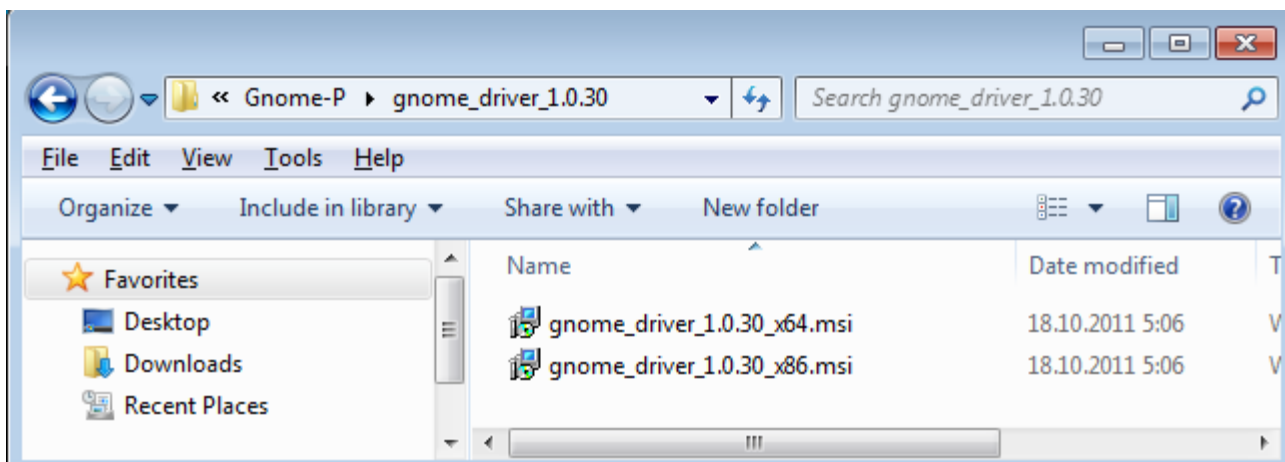 « Gnome-P gnome_driver_1.0.30 Search gnome_driver_1.0.30
File Edit View Tools Help
Organize Include in library Share with New folder
Favorites
Desktop
Downloads
Recent Places
Name Date modified T
gnome_driver_1.0.30_x64.msi 18.10.2011 5:06 W
gnome_driver_1.0.30_x86.msi 18.10.2011 5:06 W